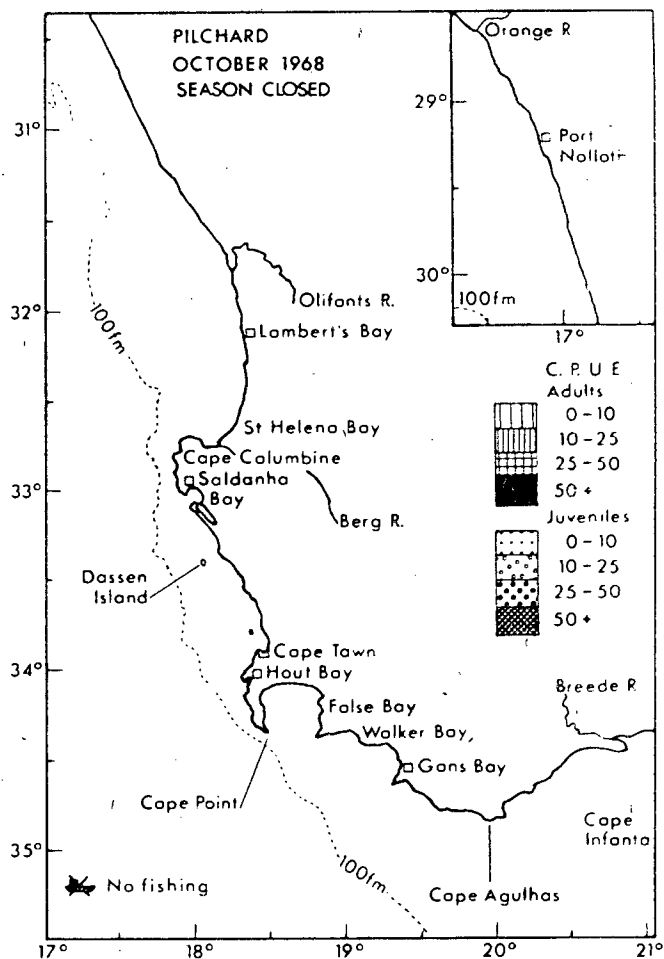 PILCHARD
OCTOBER 1968
SEASON CLOSED
Orange R
29°
Port
Nolloth
30°
100fm
17°
31°
32°
33°
34°
35°
100fm
Olifants R.
Lambert's Bay
St Helena Bay
Cape Columbine
Saldanha
Bay
Berg R.
Dassen
Island
Cape Town
Hout Bay
False Bay
Walker Bay
Gans Bay
Breede R
Cape Point
Cape
Infanta
100fm
Cape Agulhas
No fishing
C. P. U E
Adults
0-10
10-25
25-50
50+
Juveniles
0-10
10-25
25-50
50+
17°
18°
19°
20°
21°